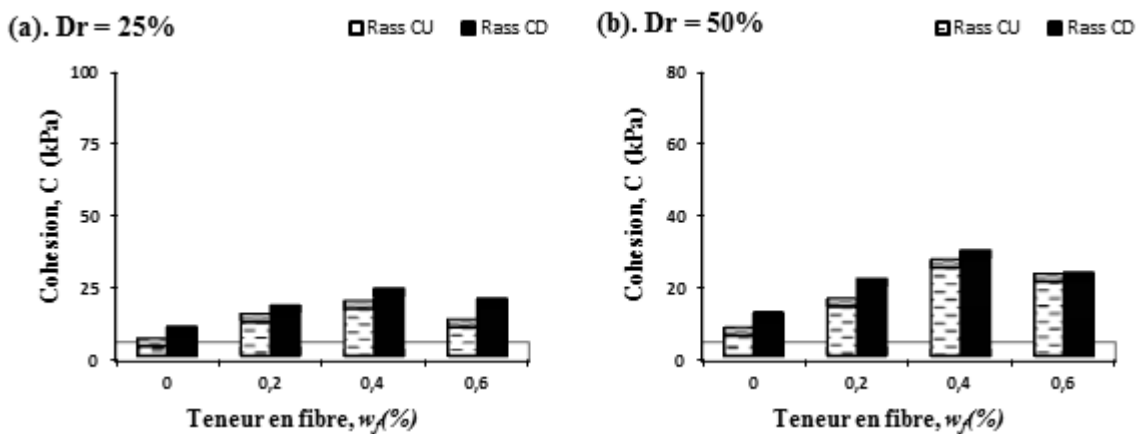 (a). Dr = 25%
Rass CU Rass CD
Cohesion, C (kPa)
100
75
50
25
0
0 0,2 0,4 0,6
Teneur en fibre, wf(%)
(b). Dr = 50%
Rass CU Rass CD
Cohesion, C (kPa)
80
60
40
20
0
0 0,2 0,4 0,6
Teneur en fibre, wf(%)